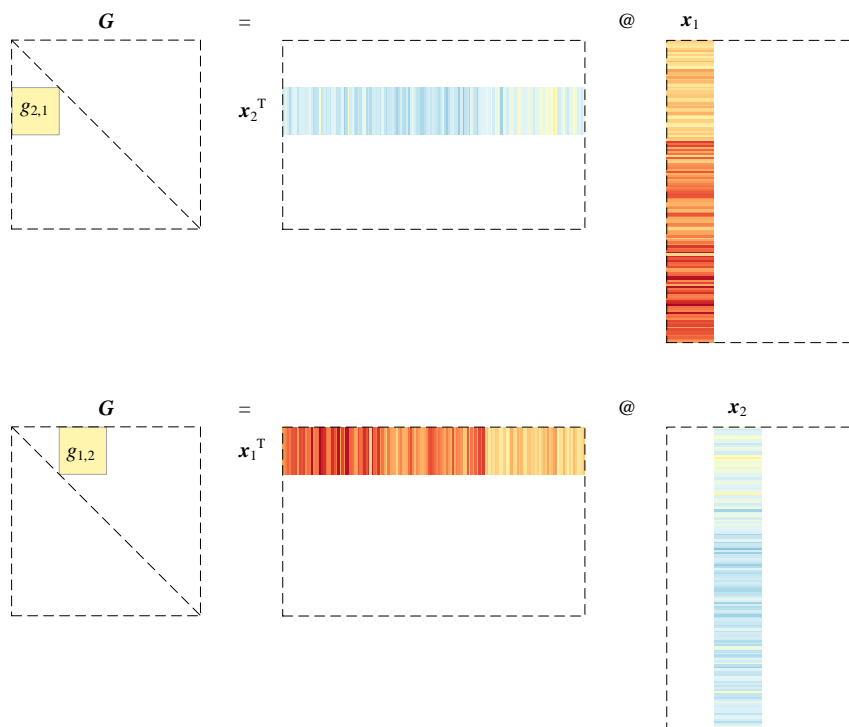 G = @ x₁
g₂,₁ x₂ᵀ
G = @ x₂
g₁,₂ x₁ᵀ